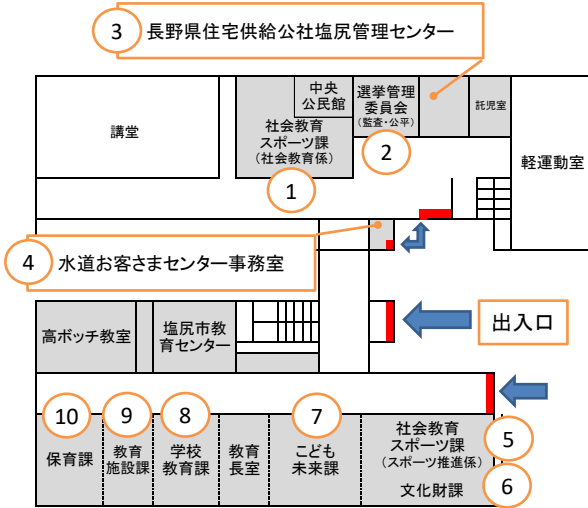 3
長野県住宅供給公社塩尻管理センター
講堂
中央
公民館
社会教育
スポーツ課
(社会教育係)
1
選挙管理
委員会
(監査・公平)
2
託児室
軽運動室
4
水道お客さまセンター事務室
高ボッチ教室
塩尻市教
育センター
出入口
10
保育課
9
教育
施設課
8
学校
教育課
教育
長室
7
こども
未来課
社会教育
スポーツ課
(スポーツ推進係)
5
文化財課
6